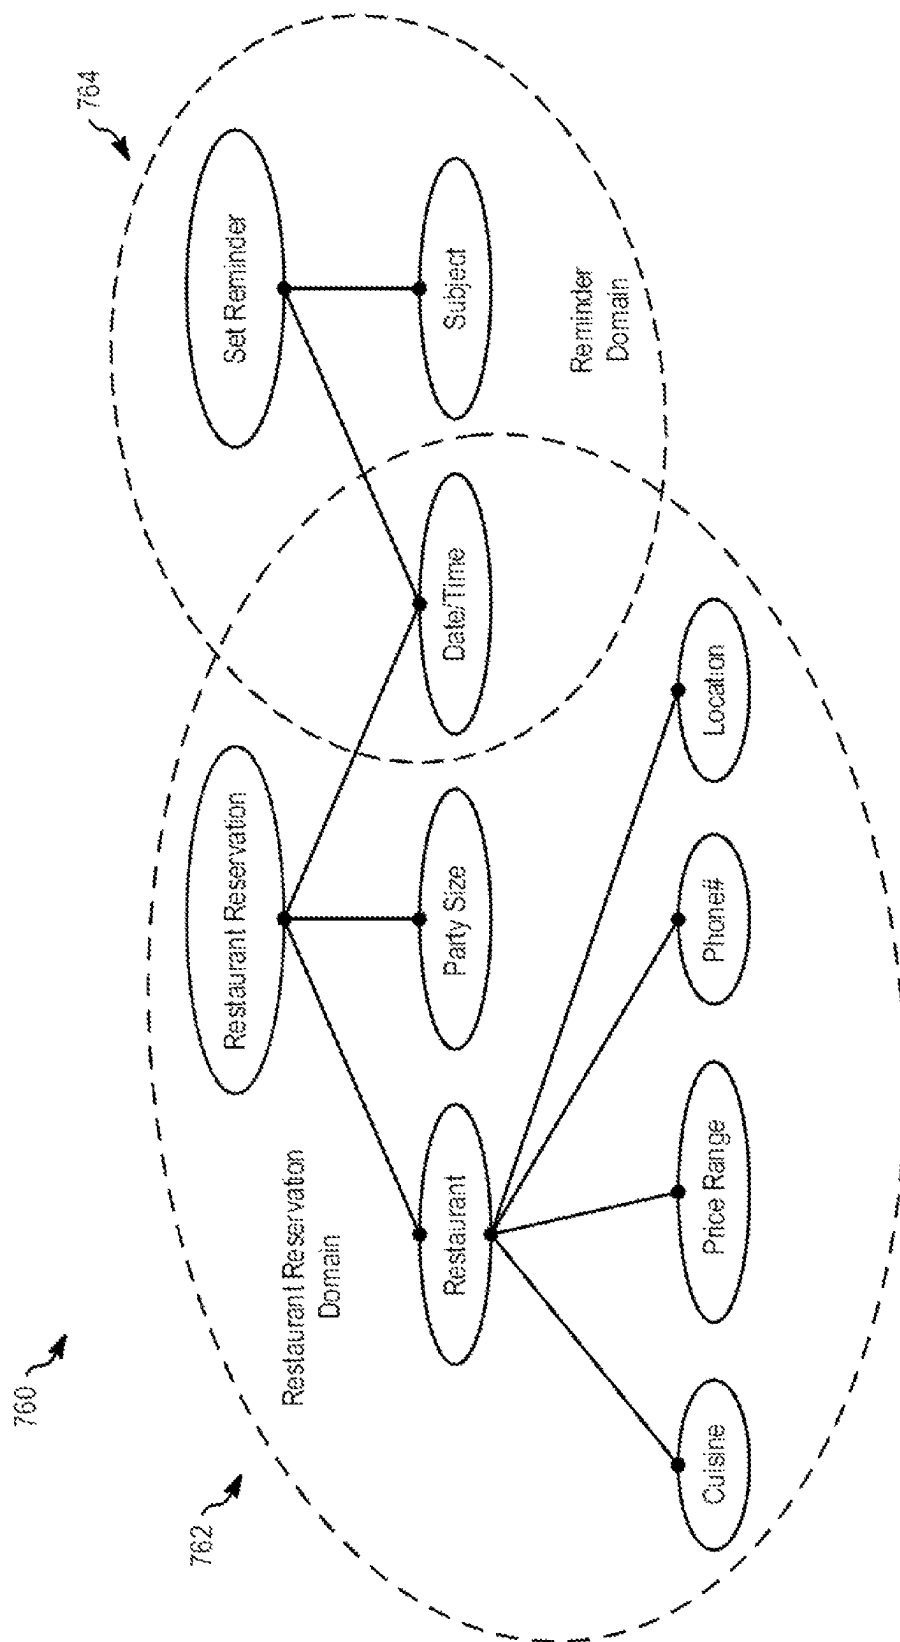 760
762
764
Restaurant Reservation
Domain
Restaurant Reservation
Set Reminder
Restaurant
Party Size
Date/Time
Subject
Reminder
Domain
Cuisine
Price Range
Phone#
Location